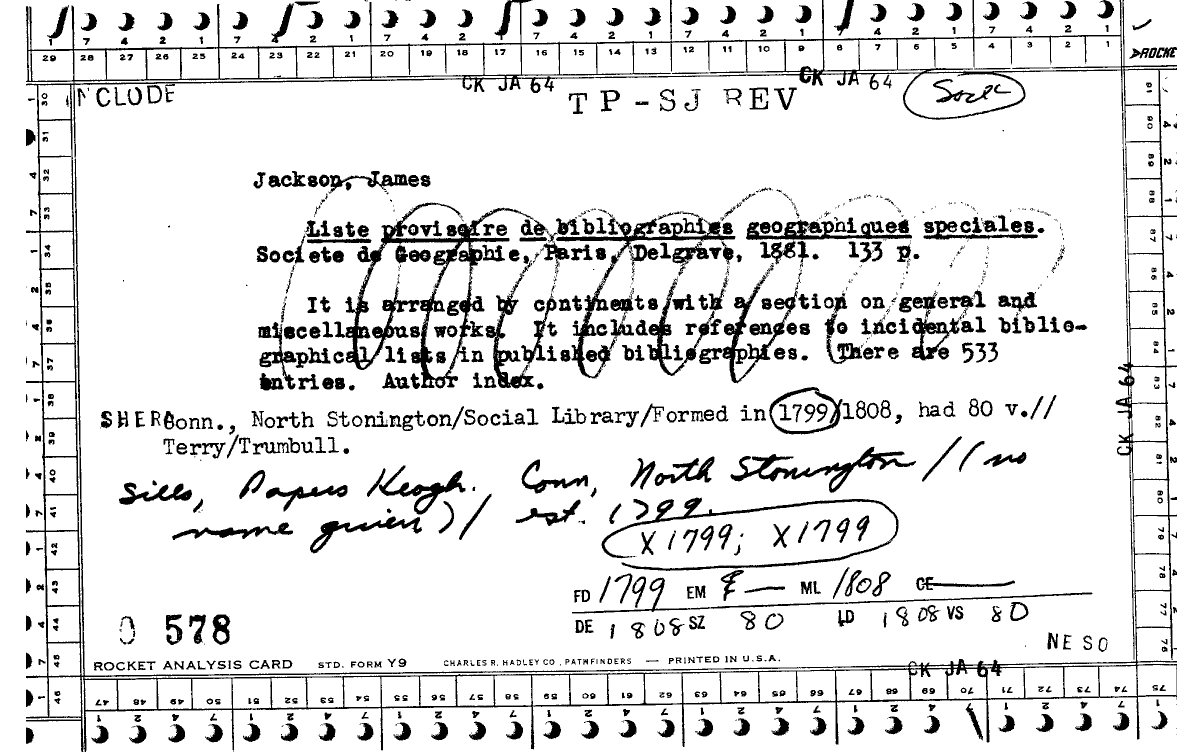 7 4 2 1 7 4 2 1 7 4 2 1 7 4 2 1 7 4 2 1 7 4 2 1
29 28 27 26 25 24 23 22 21 20 19 18 17 16 15 14 13 12 11 10 9 8 7 6 5 4 3 2 1
ROCKE
CK JA 64 CK JA 64
NCLODE TP-SJ REV Socl
Jackson, James
Liste provisoire de bibliographies geographiques speciales.
Societe de Geographie, Paris, Delgrave, 1881. 133 p.
It is arranged by continents with a section on general and
miscellaneous works. It includes references to incidental biblio-
graphical lists in published bibliographies. There are 533
entries. Author index.
SHERA Conn., North Stonington/Social Library/Formed in 1799/1808, had 80 v.//
Terry/Trumbull.
Sills, Papers Keogh. Conn, North Stonington / (no
name given) / est. 1799.
X1799; X1799
FD 1799 EM ML 1808 CE
DE 1808 SZ 80 LD 1808 VS 80
0 578
NESO
ROCKET ANALYSIS CARD STD. FORM Y9 CHARLES R. HADLEY CO., PATHFINDERS — PRINTED IN U.S.A.
CK JA 64
CK JA 64
30 31 32 33 34 35 36 37 38 39 40 41 42 43 44 45 46
91 90 89 88 87 86 85 84 83 82 81 80 79 78 77 76
47 48 49 50 51 52 53 54 55 56 57 58 59 60 61 62 63 64 65 66 67 68 69 70 71 72 73 74 75